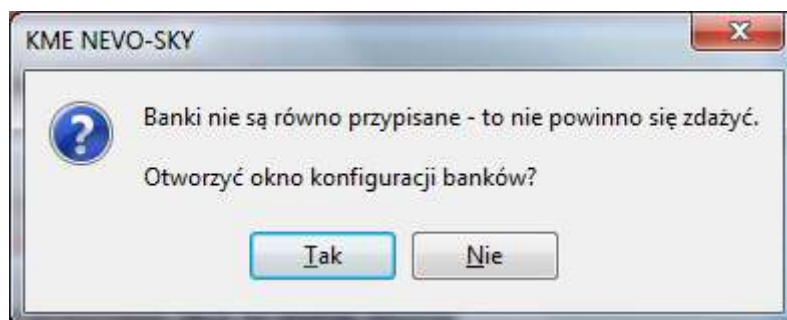 KME NEVO-SKY
Banki nie są równo przypisane - to nie powinno się zdażyć.
Otworzyć okno konfiguracji banków?
Tak
Nie